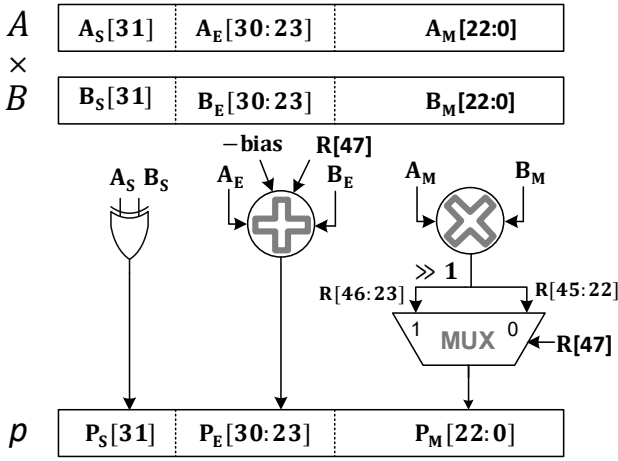 A A_S[31] A_E[30:23] A_M[22:0]
×
B B_S[31] B_E[30:23] B_M[22:0]
−bias R[47]
A_S B_S A_E B_E A_M B_M
≫ 1
R[46:23] R[45:22]
1 MUX 0 R[47]
p P_S[31] P_E[30:23] P_M[22:0]